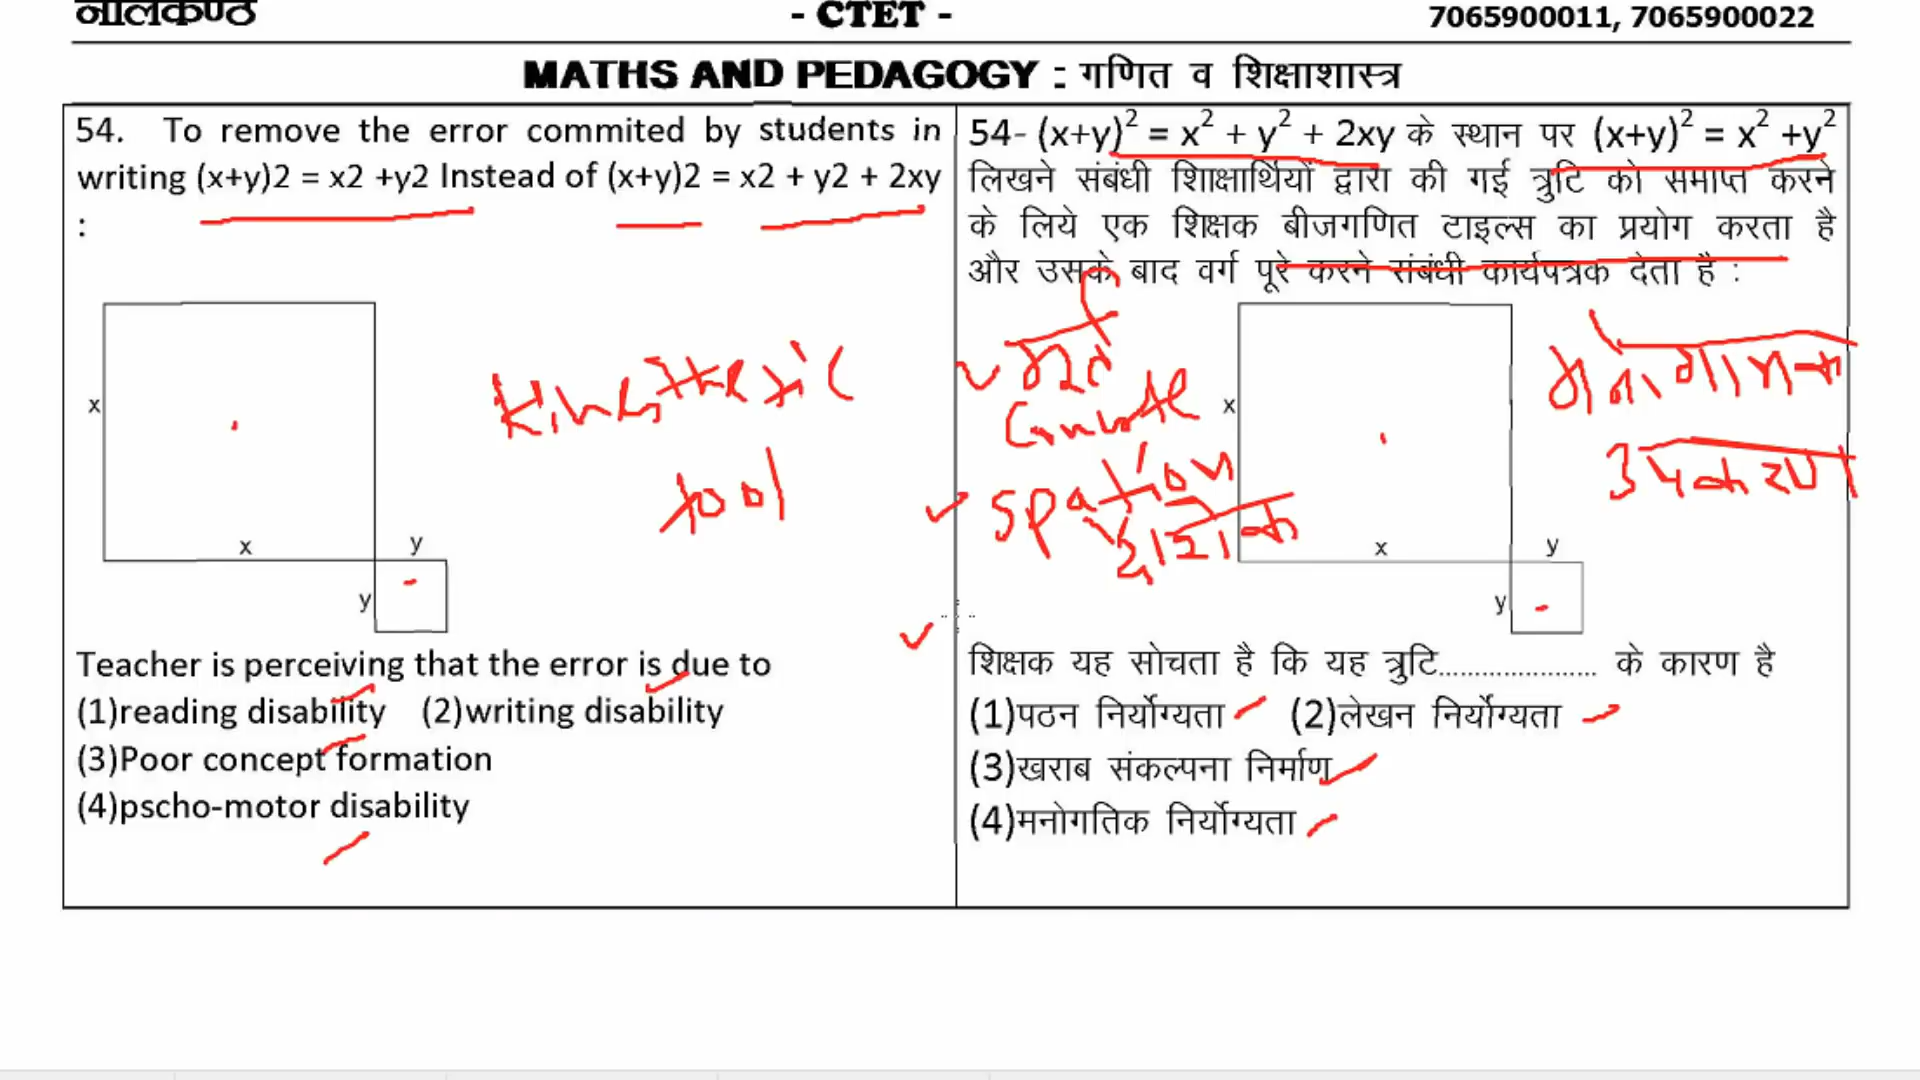 नीलकण्ठ
- CTET -
7065900011, 7065900022
MATHS AND PEDAGOGY : गणित व शिक्षाशास्त्र
54. To remove the error commited by students in
writing (x+y)2 = x2 +y2 Instead of (x+y)2 = x2 + y2 + 2xy
:
x
x
y
y
Kinesthetic
tool
Teacher is perceiving that the error is due to
(1)reading disability (2)writing disability
(3)Poor concept formation
(4)pscho-motor disability
54- (x+y)² = x² + y² + 2xy के स्थान पर (x+y)² = x² +y²
लिखने संबंधी शिाक्षार्थियों द्वारा की गई त्रुटि को समाप्त करने
के लिये एक शिक्षक बीजगणित टाइल्स का प्रयोग करता है
और उसके बाद वर्ग पूरे करने संबंधी कार्यपत्रक देता है :
मूर्त
Concrete
spation
x
x
y
y
उपकरण
शिक्षक यह सोचता है कि यह त्रुटि...................... के कारण है
(1)पठन निर्योग्यता (2)लेखन निर्योग्यता
(3)खराब संकल्पना निर्माण
(4)मनोगतिक निर्योग्यता